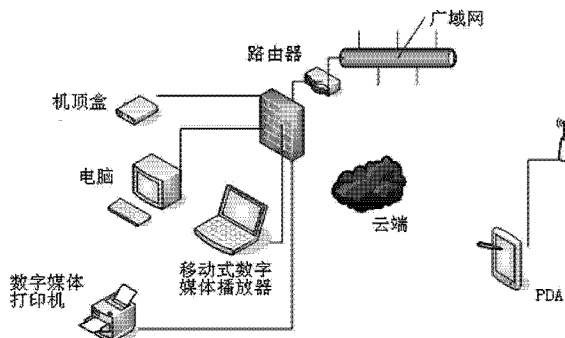 广域网
路由器
机顶盒
电脑
云端
移动式数字
媒体播放器
数字媒体
打印机
PDA